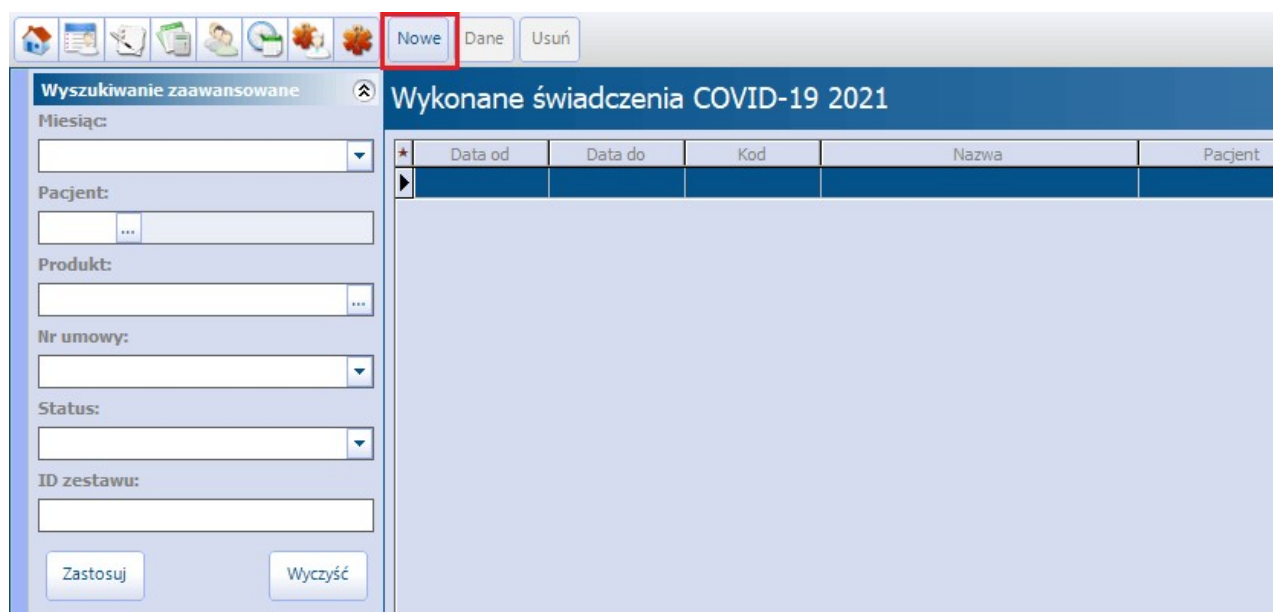 Nowe Dane Usuń
Wyszukiwanie zaawansowane
Miesiąc:
Pacjent:
...
Produkt:
...
Nr umowy:
Status:
ID zestawu:
Zastosuj Wyczyść
Wykonane świadczenia COVID-19 2021
Data od Data do Kod Nazwa Pacjent